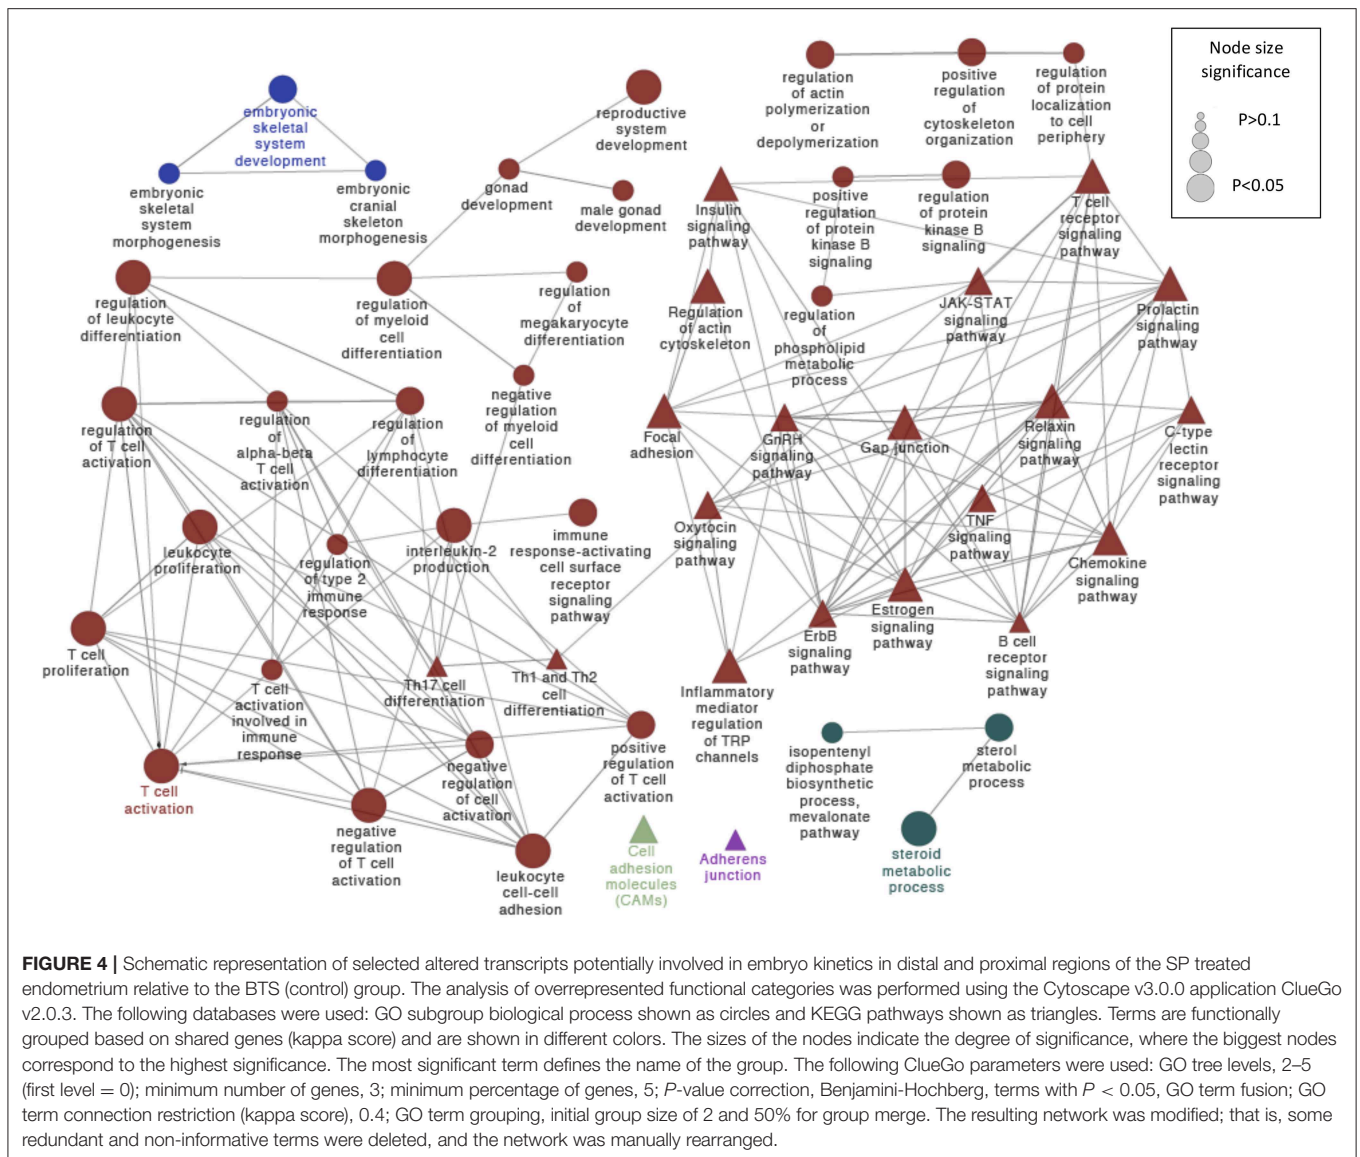 Node size
significance
P>0.1
P<0.05
embryonic
skeletal
system
development
embryonic
skeletal
system
morphogenesis
embryonic
cranial
skeleton
morphogenesis
reproductive
system
development
gonad
development
male gonad
development
regulation
of actin
polymerization
or
depolymerization
positive
regulation
of
cytoskeleton
organization
regulation
of protein
localization
to cell
periphery
Insulin
signaling
pathway
positive
regulation
of protein
kinase B
signaling
regulation
of protein
kinase B
signaling
T cell
receptor
signaling
pathway
regulation
of leukocyte
differentiation
regulation
of myeloid
cell
differentiation
regulation
of
megakaryocyte
differentiation
Regulation
of actin
cytoskeleton
regulation
of
phospholipid
metabolic
process
JAK-STAT
signaling
pathway
Prolactin
signaling
pathway
regulation
of T cell
activation
regulation
of
alpha-beta
T cell
activation
regulation
of
lymphocyte
differentiation
negative
regulation
of myeloid
cell
differentiation
Focal
adhesion
GnRH
signaling
pathway
Gap junction
Relaxin
signaling
pathway
C-type
lectin
receptor
signaling
pathway
leukocyte
proliferation
regulation
of type 2
immune
response
interleukin-2
production
immune
response-activating
cell surface
receptor
signaling
pathway
Oxytocin
signaling
pathway
TNF
signaling
pathway
Chemokine
signaling
pathway
T cell
proliferation
T cell
activation
involved in
immune
response
Th17 cell
differentiation
Th1 and Th2
cell
differentiation
Inflammatory
mediator
regulation
of TRP
channels
ErbB
signaling
pathway
Estrogen
signaling
pathway
B cell
receptor
signaling
pathway
T cell
activation
negative
regulation
of T cell
activation
negative
regulation
of cell
activation
leukocyte
cell-cell
adhesion
positive
regulation
of T cell
activation
Cell
adhesion
molecules
(CAMs)
Adherens
junction
isopentenyl
diphosphate
biosynthetic
process,
mevalonate
pathway
sterol
metabolic
process
steroid
metabolic
process
FIGURE 4 | Schematic representation of selected altered transcripts potentially involved in embryo kinetics in distal and proximal regions of the SP treated
endometrium relative to the BTS (control) group. The analysis of overrepresented functional categories was performed using the Cytoscape v3.0.0 application ClueGo
v2.0.3. The following databases were used: GO subgroup biological process shown as circles and KEGG pathways shown as triangles. Terms are functionally
grouped based on shared genes (kappa score) and are shown in different colors. The sizes of the nodes indicate the degree of significance, where the biggest nodes
correspond to the highest significance. The most significant term defines the name of the group. The following ClueGo parameters were used: GO tree levels, 2–5
(first level = 0); minimum number of genes, 3; minimum percentage of genes, 5; P-value correction, Benjamini-Hochberg, terms with P < 0.05, GO term fusion; GO
term connection restriction (kappa score), 0.4; GO term grouping, initial group size of 2 and 50% for group merge. The resulting network was modified; that is, some
redundant and non-informative terms were deleted, and the network was manually rearranged.